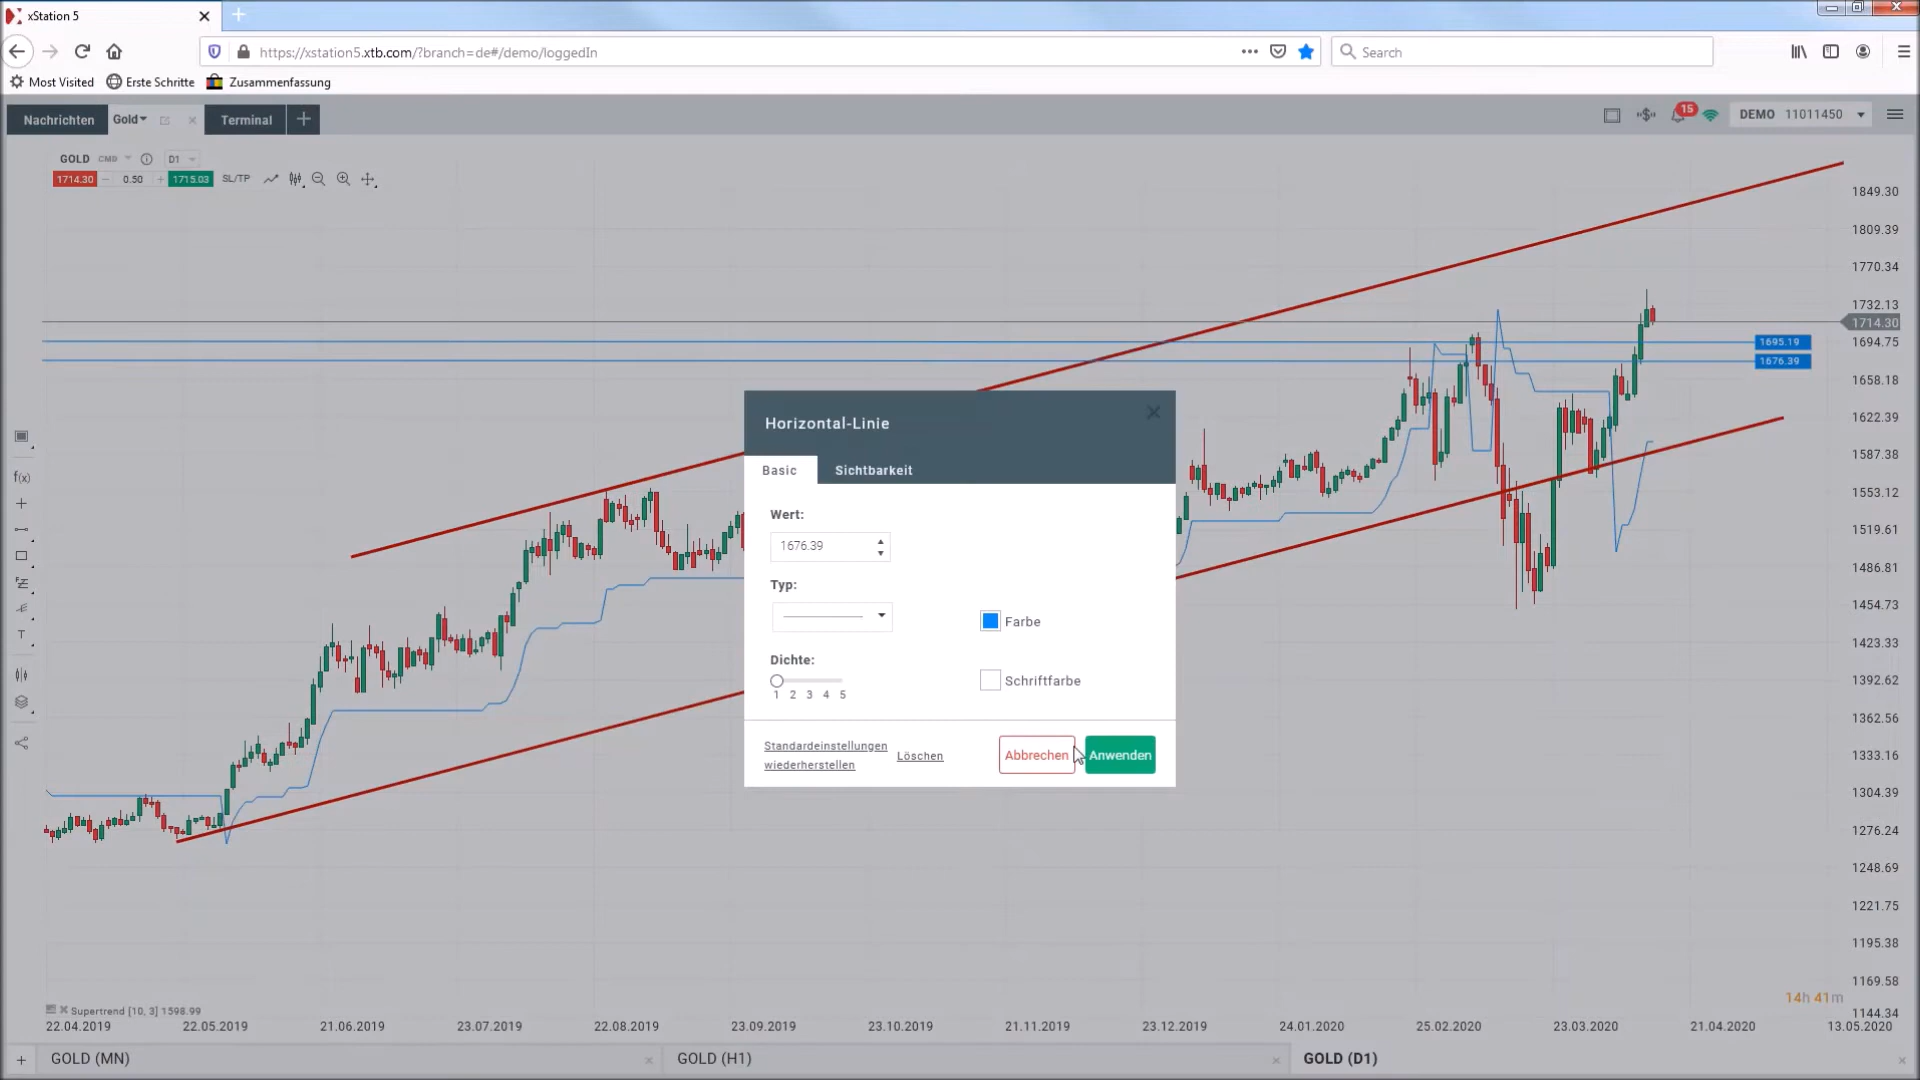 xStation 5
https://xstation5.xtb.com/?branch=de#/demo/loggedIn
Search
Most Visited
Erste Schritte
Zusammenfassung
Nachrichten
Gold
Terminal
15
DEMO 11011450
GOLD CMD D1
1714.30 0.50 1715.03 SL/TP
1849.30
1809.39
1770.34
1732.13
1714.30
1694.75
1695.19
1676.39
1658.18
1622.39
1587.38
1553.12
1519.61
1486.81
1454.73
1423.33
1392.62
1362.56
1333.16
1304.39
1276.24
1248.69
1221.75
1195.38
1169.58
1144.34
f(x)
T
Horizontal-Linie
Basic
Sichtbarkeit
Wert:
1676.39
Typ:
Farbe
Dichte:
1 2 3 4 5
Schriftfarbe
Standardeinstellungen
wiederherstellen
Löschen
Abbrechen
Anwenden
14h 41m
Supertrend [10, 3] 1598.99
22.04.2019 22.05.2019 21.06.2019 23.07.2019 22.08.2019 23.09.2019 23.10.2019 21.11.2019 23.12.2019 24.01.2020 25.02.2020 23.03.2020 21.04.2020 13.05.2020
GOLD (MN)
GOLD (H1)
GOLD (D1)